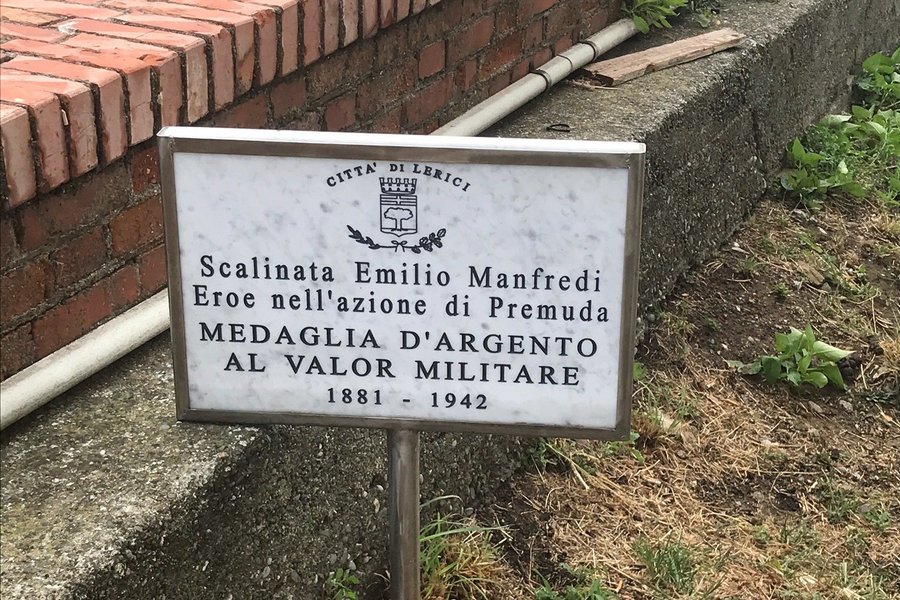 CITTA' DI LERICI
Scalinata Emilio Manfredi
Eroe nell'azione di Premuda
MEDAGLIA D'ARGENTO
AL VALOR MILITARE
1881 - 1942